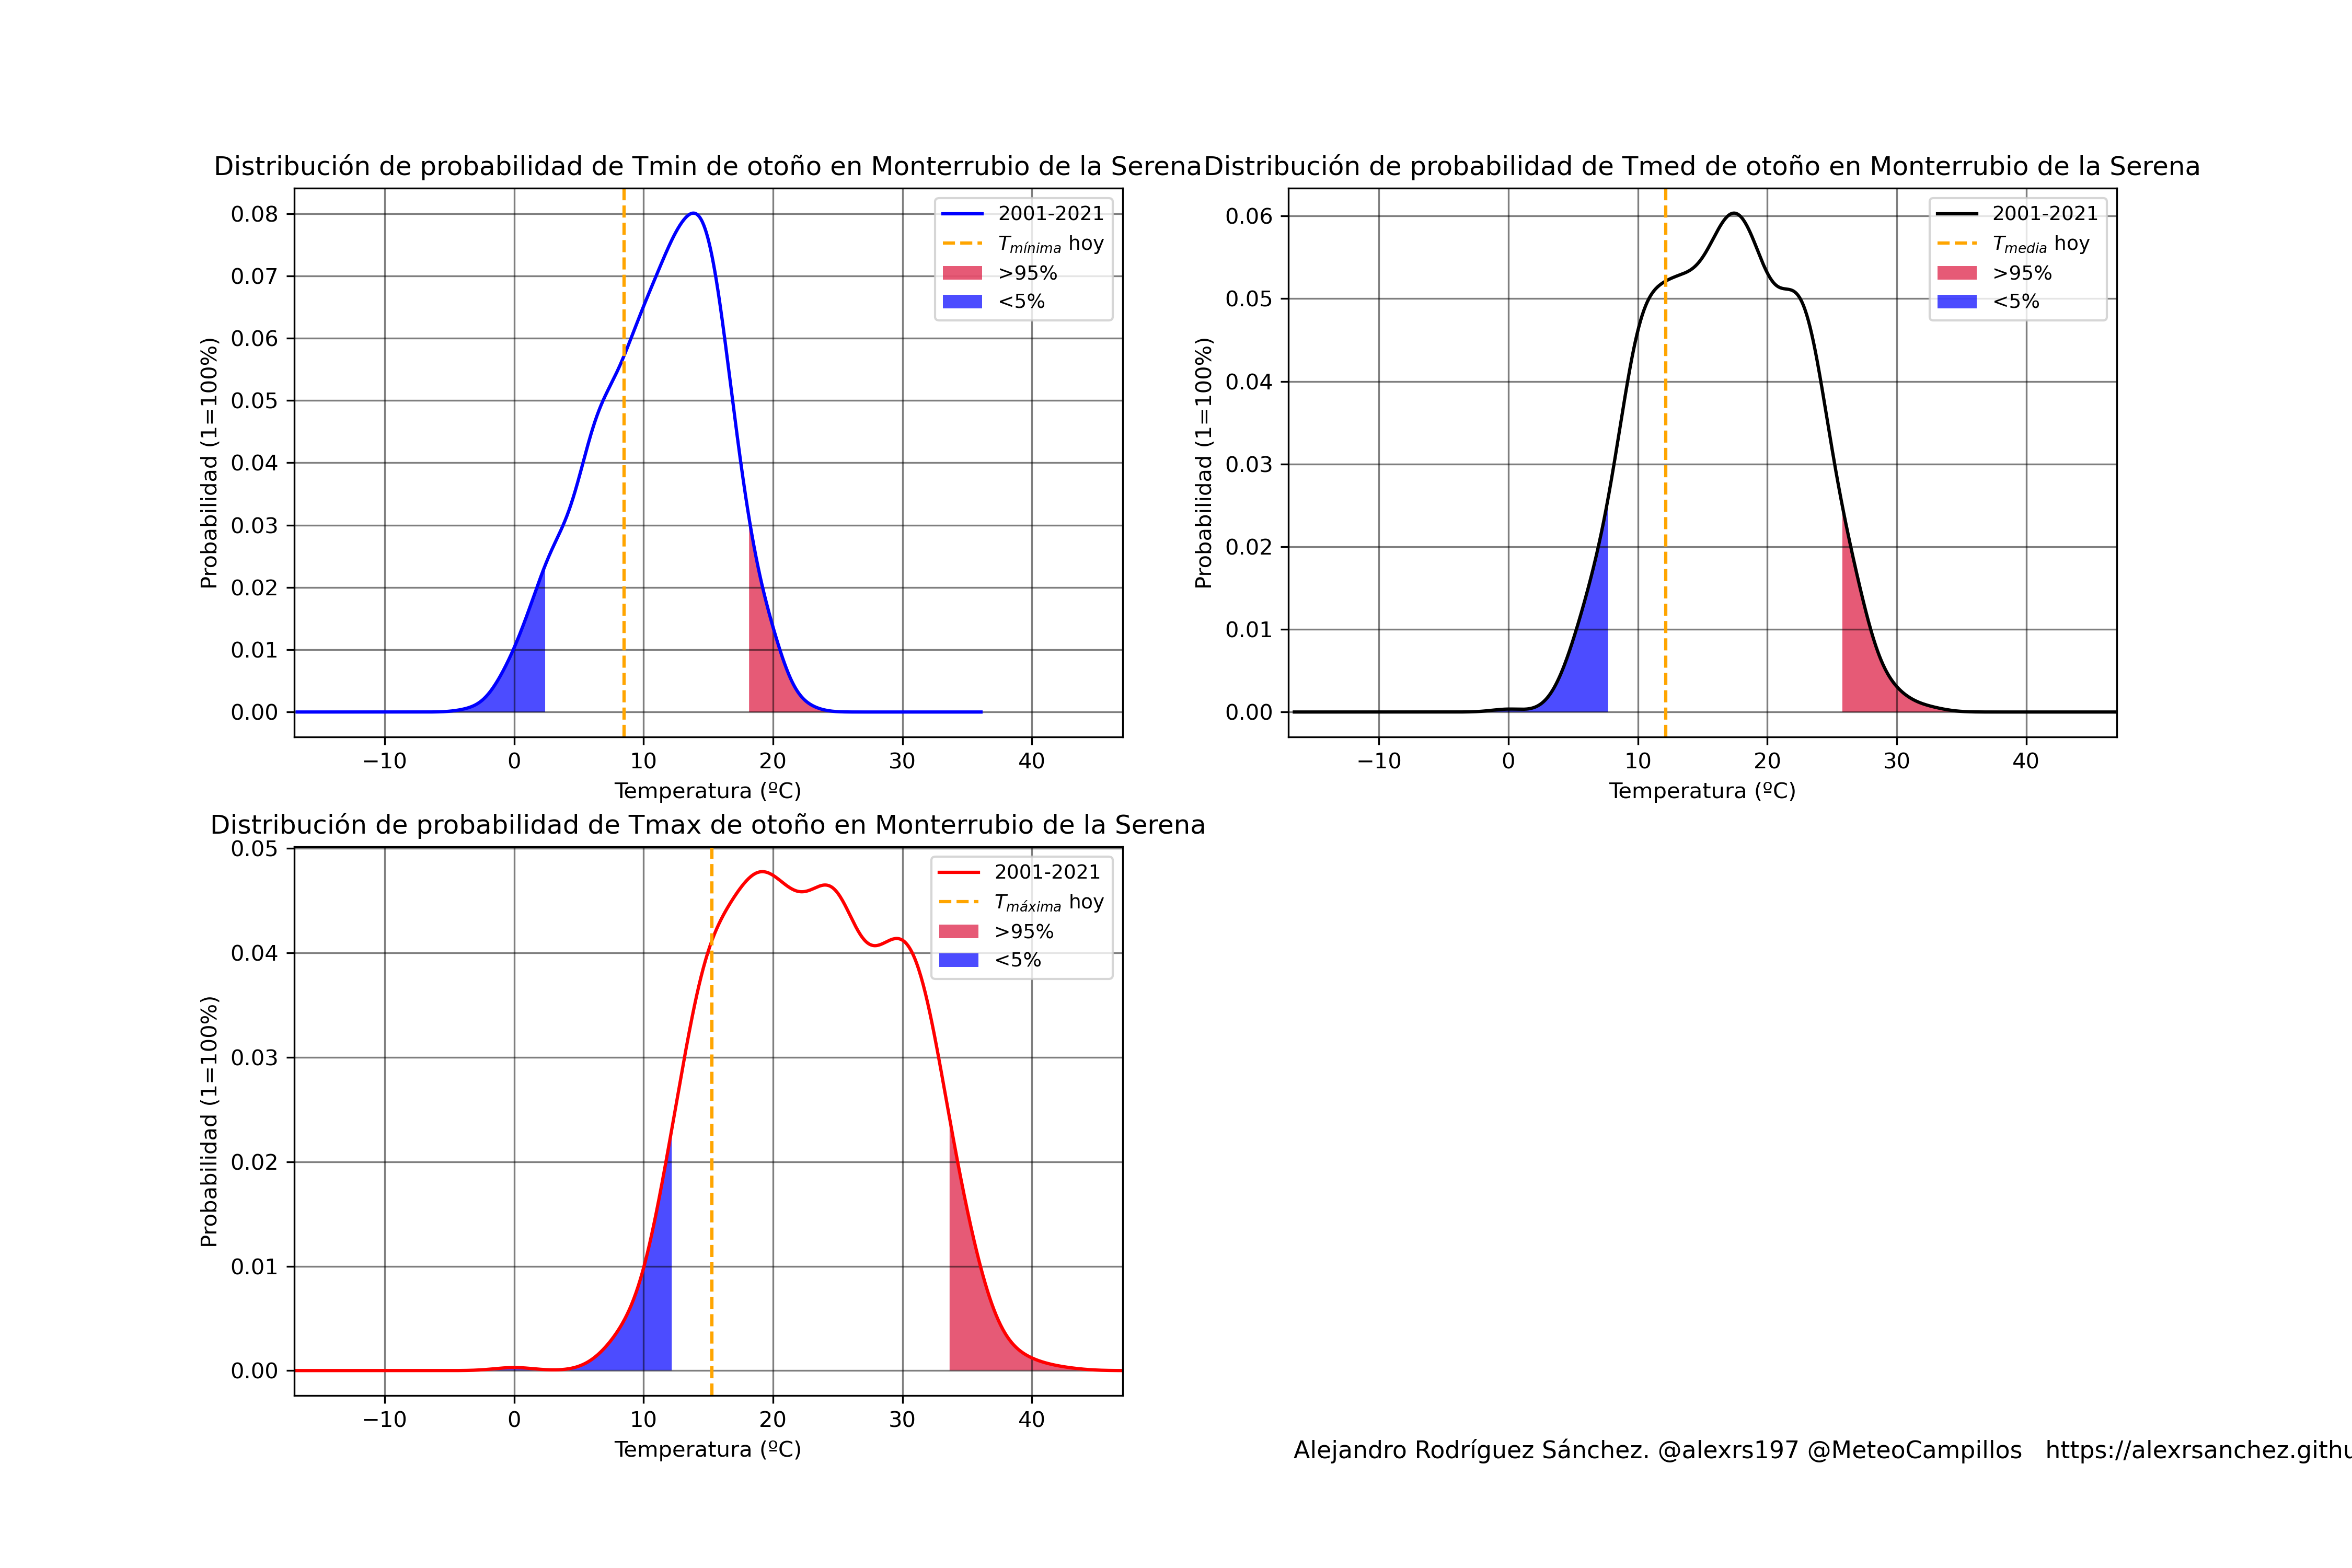 Distribución de probabilidad de Tmin de otoño en Monterrubio de la Serena
Probabilidad (1=100%)
0.08
0.07
0.06
0.05
0.04
0.03
0.02
0.01
0.00
−10 0 10 20 30 40
Temperatura (ºC)
2001-2021
Tmínima hoy
>95%
<5%
Distribución de probabilidad de Tmed de otoño en Monterrubio de la Serena
Probabilidad (1=100%)
0.06
0.05
0.04
0.03
0.02
0.01
0.00
−10 0 10 20 30 40
Temperatura (ºC)
2001-2021
Tmedia hoy
>95%
<5%
Distribución de probabilidad de Tmax de otoño en Monterrubio de la Serena
Probabilidad (1=100%)
0.05
0.04
0.03
0.02
0.01
0.00
−10 0 10 20 30 40
Temperatura (ºC)
2001-2021
Tmáxima hoy
>95%
<5%
Alejandro Rodríguez Sánchez. @alexrs197 @MeteoCampillos https://alexrsanchez.githu